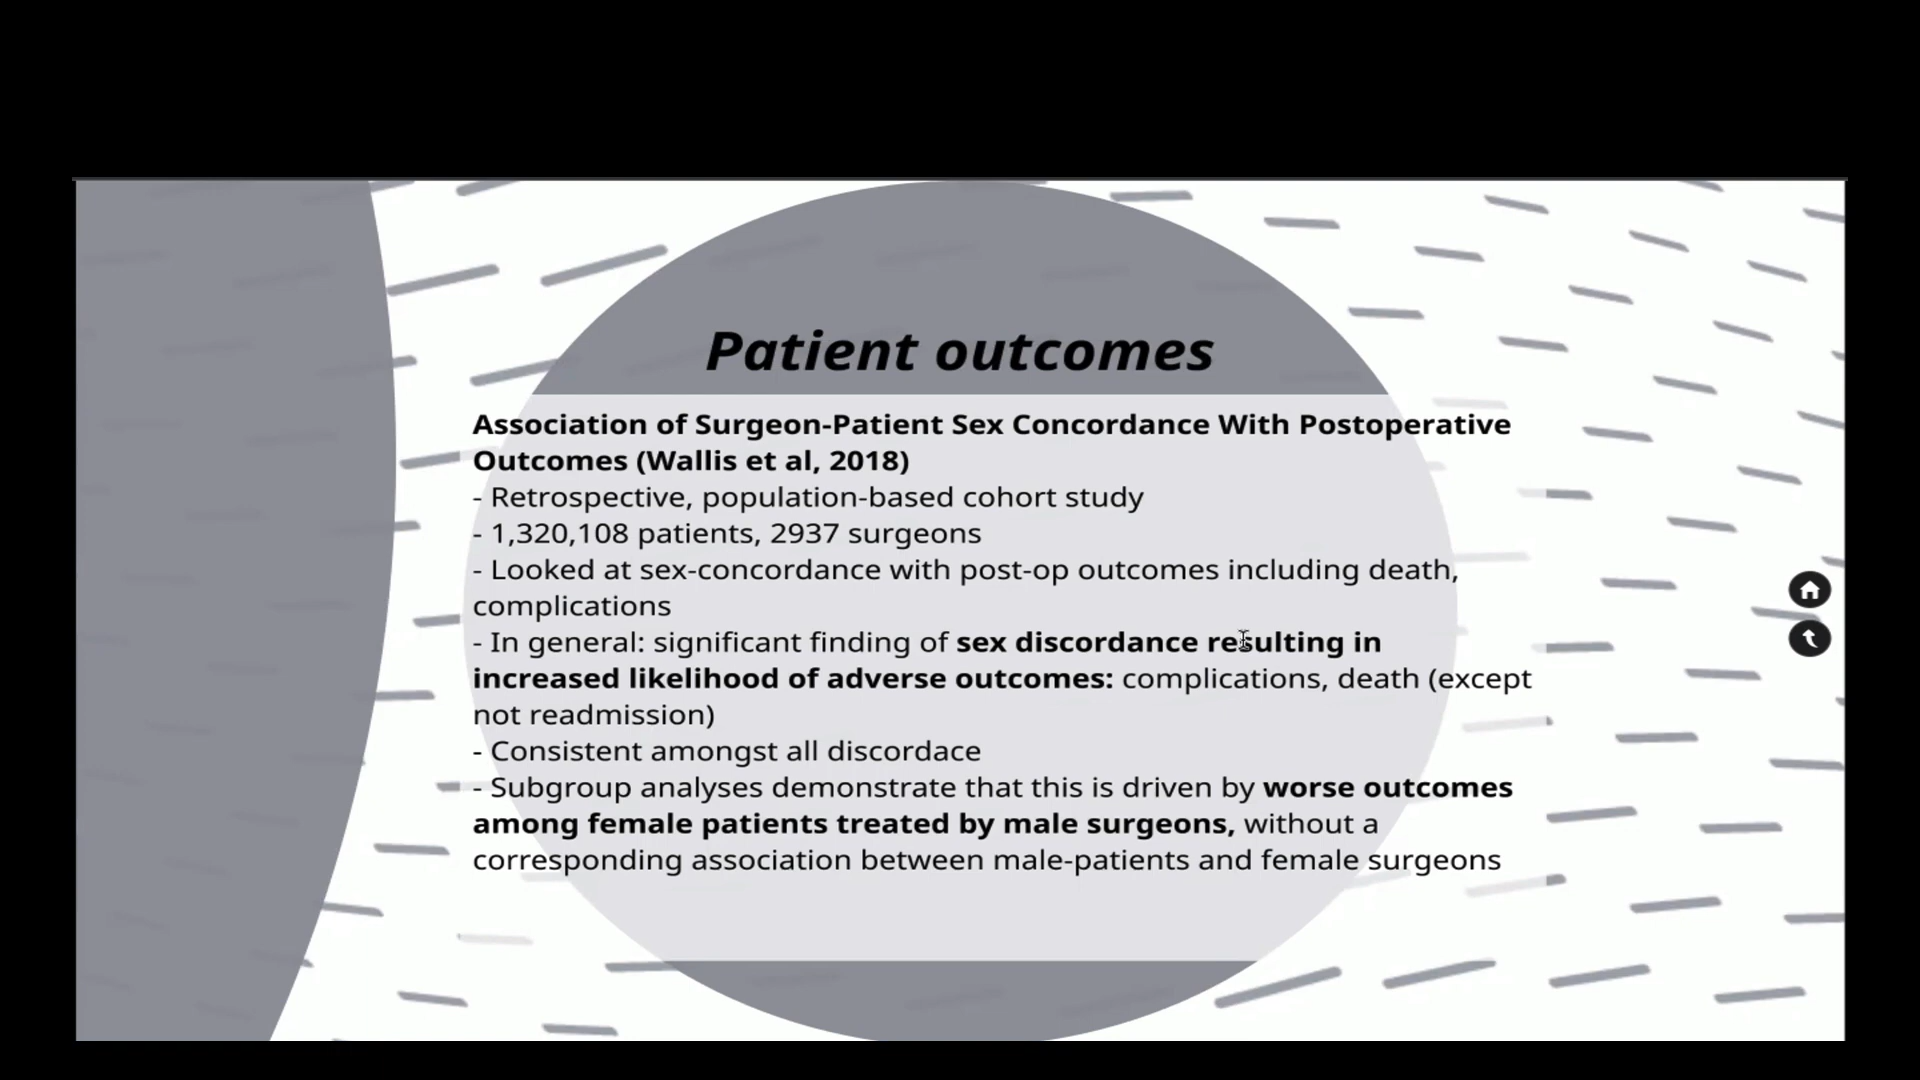 Patient outcomes
Association of Surgeon-Patient Sex Concordance With Postoperative
Outcomes (Wallis et al, 2018)
- Retrospective, population-based cohort study
- 1,320,108 patients, 2937 surgeons
- Looked at sex-concordance with post-op outcomes including death,
complications
- In general: significant finding of sex discordance resulting in
increased likelihood of adverse outcomes: complications, death (except
not readmission)
- Consistent amongst all discordace
- Subgroup analyses demonstrate that this is driven by worse outcomes
among female patients treated by male surgeons, without a
corresponding association between male-patients and female surgeons